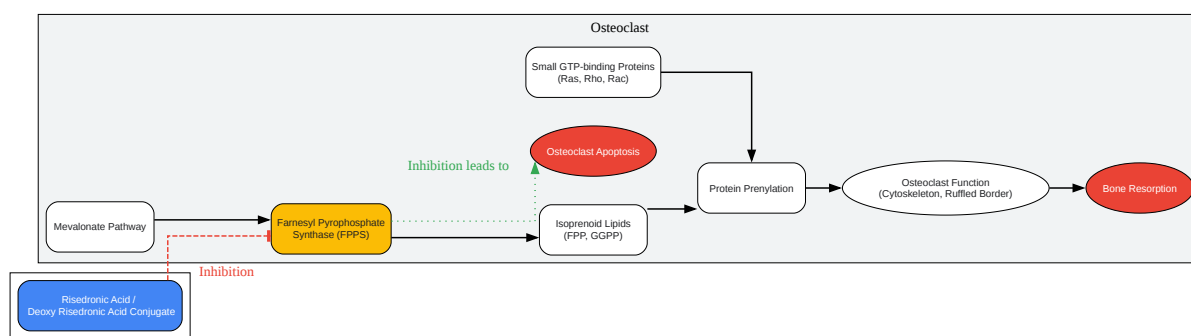 Osteoclast
Small GTP-binding Proteins
(Ras, Rho, Rac)
Inhibition leads to
Osteoclast Apoptosis
Protein Prenylation
Osteoclast Function
(Cytoskeleton, Ruffled Border)
Bone Resorption
Mevalonate Pathway
Farnesyl Pyrophosphate
Synthase (FPPS)
Isoprenoid Lipids
(FPP, GGPP)
Inhibition
Risedronic Acid /
Deoxy Risedronic Acid Conjugate